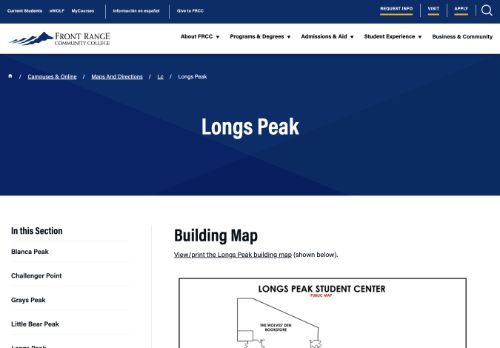 Current Students eWOLF MyCourses Información en español Give to FRCC REQUEST INFO VISIT APPLY
FRONT RANGE
COMMUNITY COLLEGE
About FRCC Programs & Degrees Admissions & Aid Student Experience Business & Community
/ Campuses & Online / Maps And Directions / Lc / Longs Peak
Longs Peak
In this Section
Blanca Peak
Challenger Point
Grays Peak
Little Bear Peak
Longs Peak
Building Map
View/print the Longs Peak building map (shown below).
LONGS PEAK STUDENT CENTER
PUBLIC MAP
THE WOLVES' DEN
BOOKSTORE